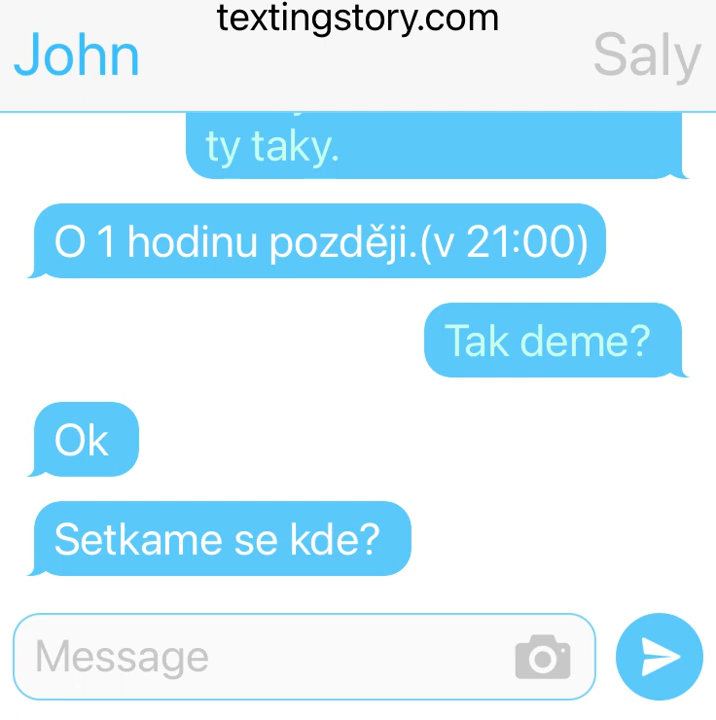 textingstory.com
John
Saly
ty taky.
O 1 hodinu později.(v 21:00)
Tak deme?
Ok
Setkame se kde?
Message